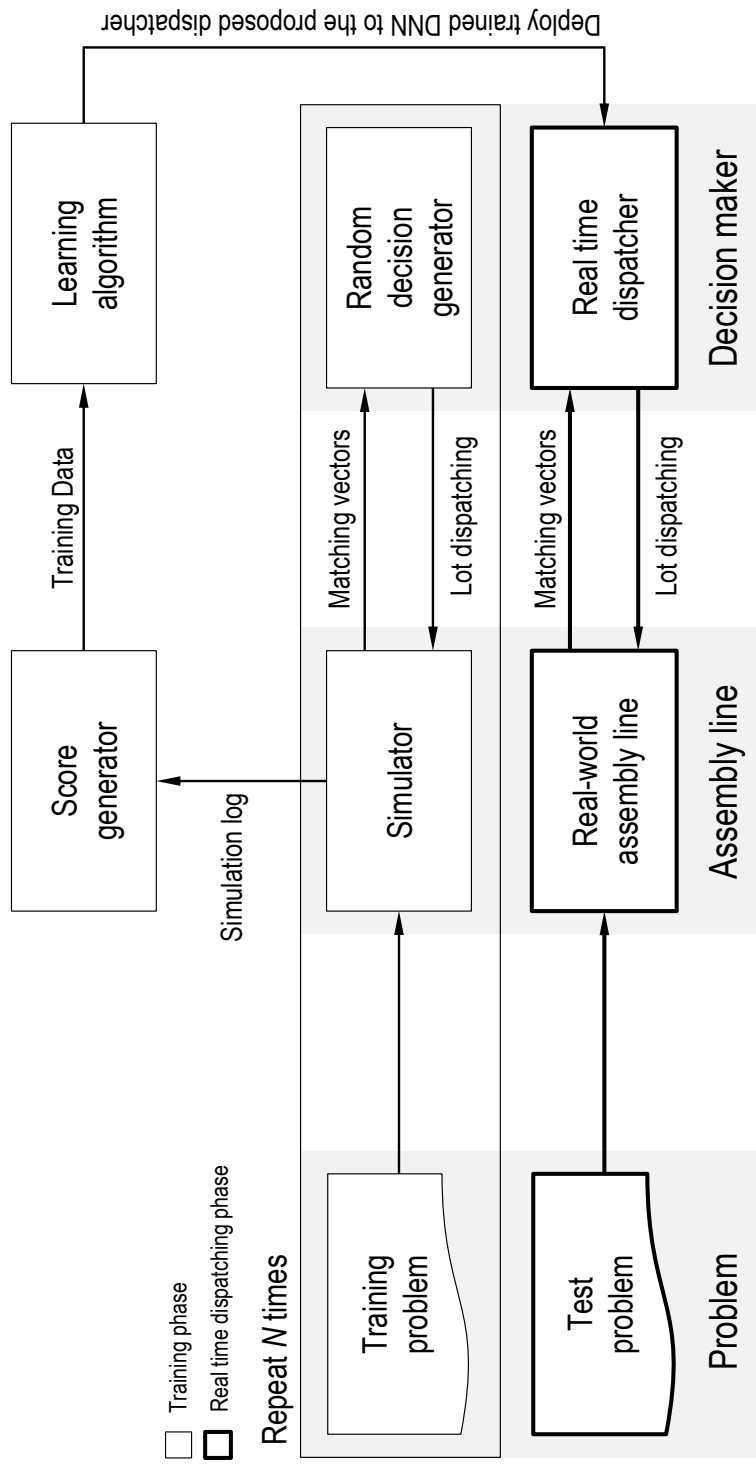 Training phase
Real time dispatching phase
Repeat N times
Score
generator
Training Data
Learning
algorithm
Deploy trained DNN to the proposed dispatcher
Simulation log
Training
problem
Simulator
Matching vectors
Lot dispatching
Random
decision
generator
Test
problem
Real-world
assembly line
Matching vectors
Lot dispatching
Real time
dispatcher
Problem
Assembly line
Decision maker